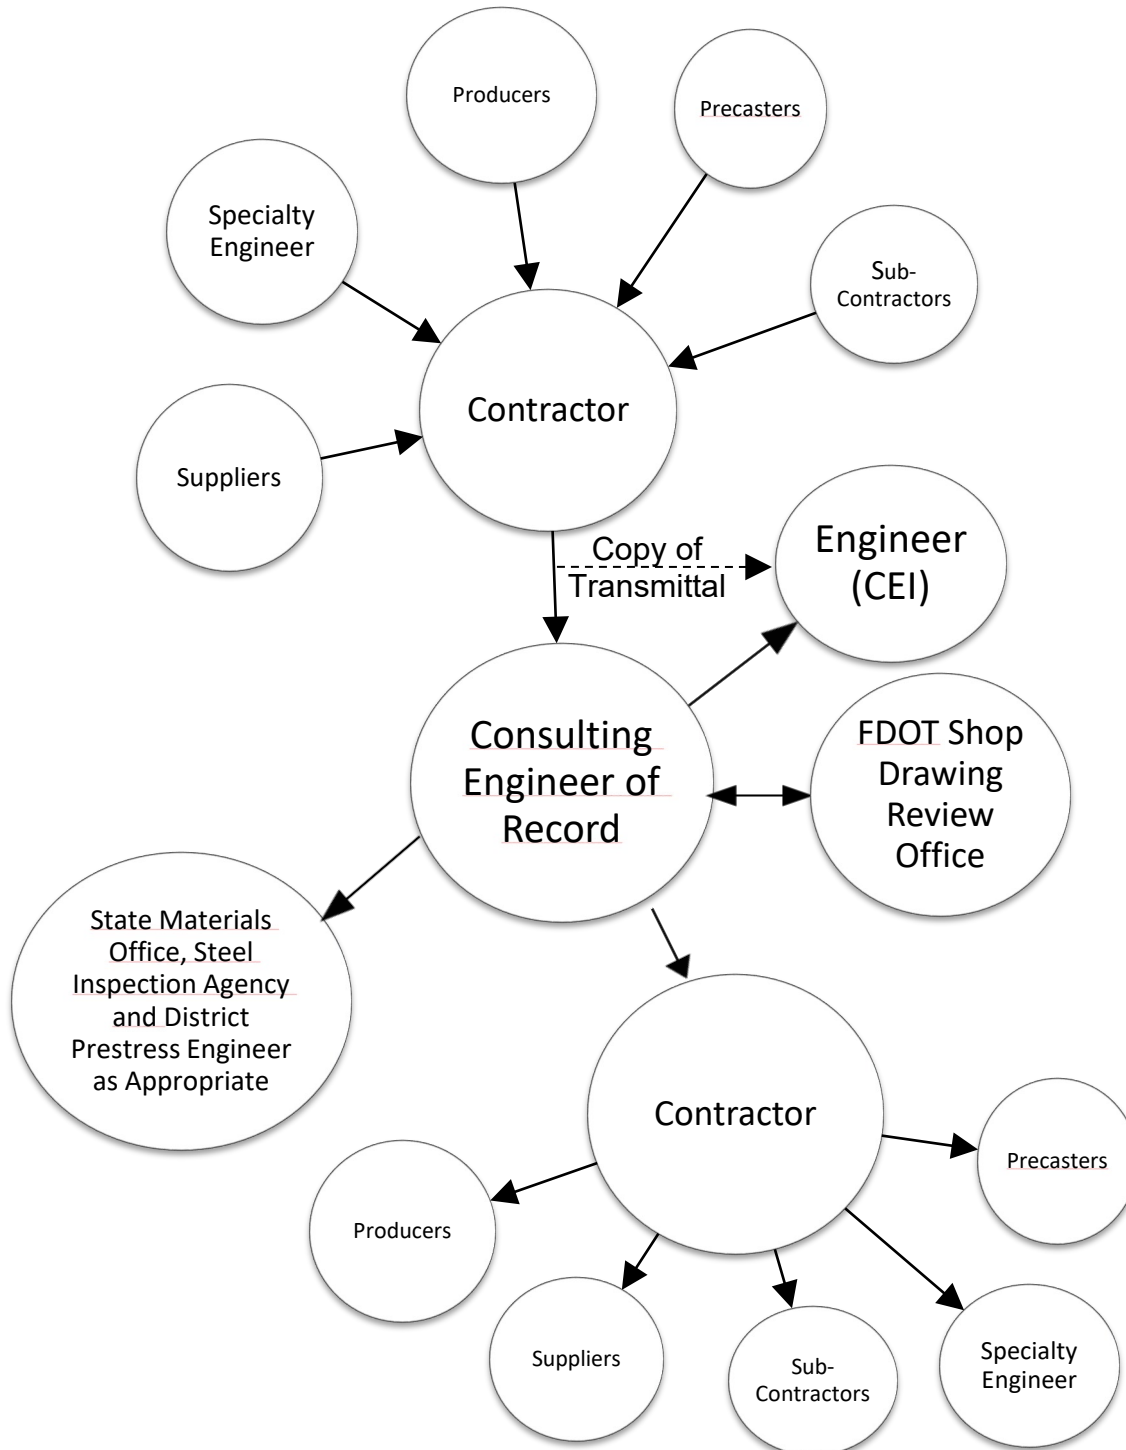 Producers
Precasters
Specialty
Engineer
Sub-
Contractors
Contractor
Suppliers
Engineer
(CEI)
Copy of
Transmittal
Consulting
Engineer of
Record
FDOT Shop
Drawing
Review
Office
State Materials
Office, Steel
Inspection Agency
and District
Prestress Engineer
as Appropriate
Contractor
Precasters
Producers
Suppliers
Sub-
Contractors
Specialty
Engineer